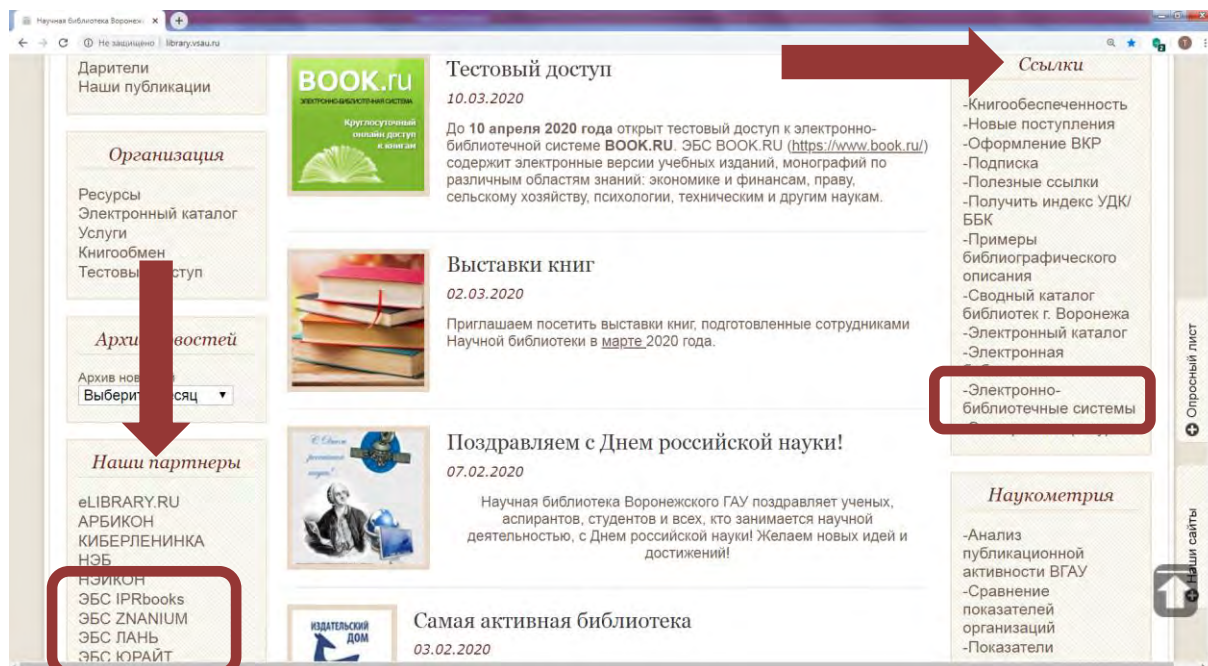 Научная библиотека Воронежс
Не защищено
library.vsau.ru
Дарители
Наши публикации
Организация
Ресурсы
Электронный каталог
Услуги
Книгообмен
Архив новостей
Выберите месяц
Наши партнеры
eLIBRARY.RU
АРБИКОН
КИБЕРЛЕНИНКА
НЭБ
НЭИКОН
ЭБС IPRbooks
ЭБС ZNANIUM
ЭБС ЛАНЬ
ЭБС ЮРАЙТ
BOOK.ru
ЭЛЕКТРОННО-БИБЛИОТЕЧНАЯ СИСТЕМА
Круглосуточный
онлайн доступ
к книгам
Тестовый доступ
10.03.2020
До 10 апреля 2020 года открыт тестовый доступ к электронно-
библиотечной системе BOOK.RU. ЭБС BOOK.RU (https://www.book.ru/)
содержит электронные версии учебных изданий, монографий по
различным областям знаний: экономике и финансам, праву,
сельскому хозяйству, психологии, техническим и другим наукам.
Выставки книг
02.03.2020
Приглашаем посетить выставки книг, подготовленные сотрудниками
Научной библиотеки в марте 2020 года.
С Днем
российской
науки!
Поздравляем с Днем российской науки!
07.02.2020
Научная библиотека Воронежского ГАУ поздравляет ученых,
аспирантов, студентов и всех, кто занимается научной
деятельностью, с Днем российской науки! Желаем новых идей и
достижений!
ИЗДАТЕЛЬСКИЙ
ДОМ
Самая активная библиотека
03.02.2020
Ссылки
-Книгообеспеченность
-Новые поступления
-Оформление ВКР
-Подписка
-Полезные ссылки
-Получить индекс УДК/
ББК
-Примеры
библиографического
описания
-Сводный каталог
библиотек г. Воронежа
-Электронный каталог
-Электронная
-Электронно-
библиотечные системы
Наукометрия
-Анализ
публикационной
активности ВГАУ
-Сравнение
показателей
организаций
-Показатели
Опросный лист
Наши сайты